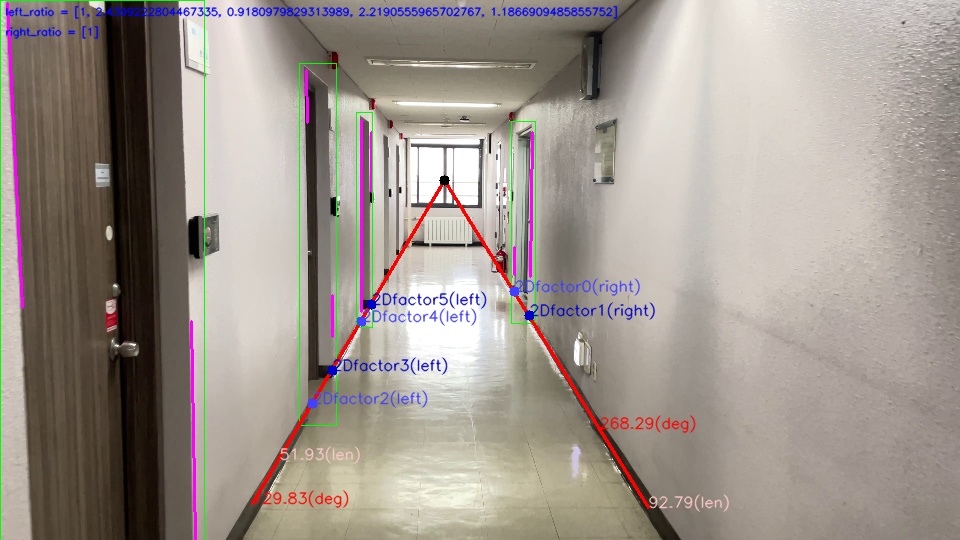 left_ratio = [1, 2.439222804467335, 0.9180979829313989, 2.2190555965702767, 1.1866909485855752]
right_ratio = [1]
2Dfactor0(right)
2Dfactor5(left)
2Dfactor1(right)
2Dfactor4(left)
2Dfactor3(left)
2Dfactor2(left)
268.29(deg)
51.93(len)
29.83(deg)
92.79(len)